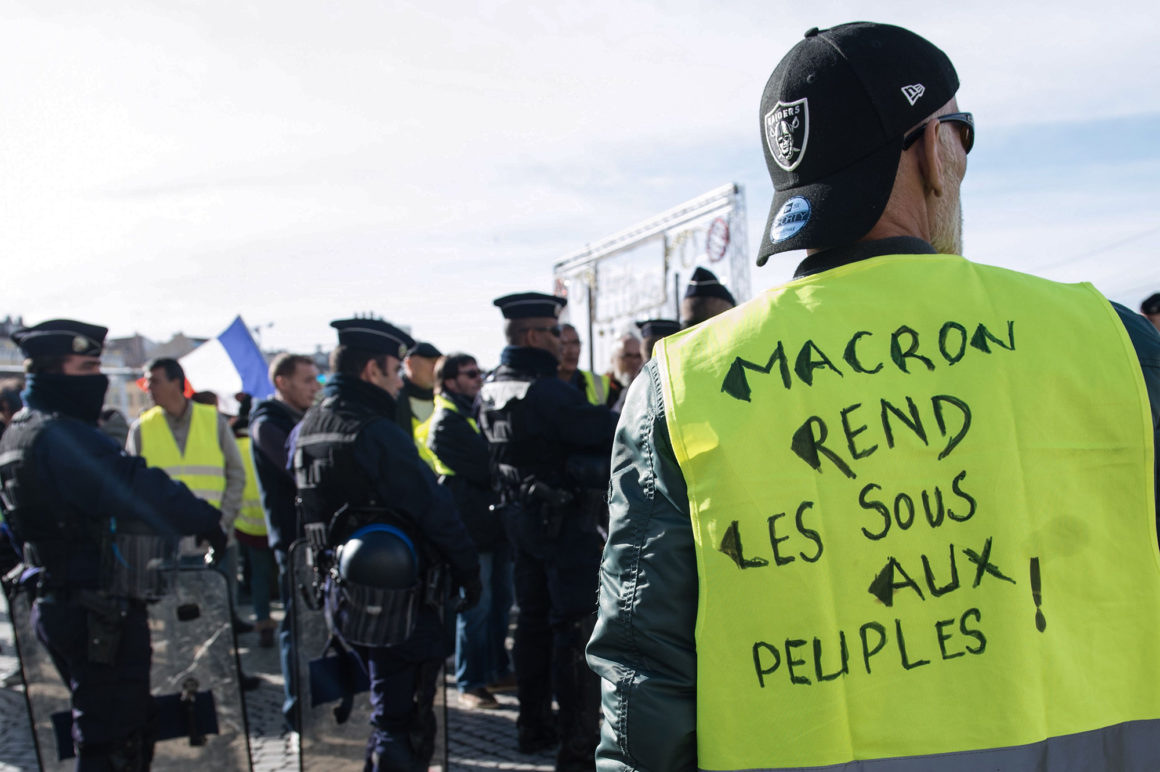 RAIDERS
MACRON
REND
LES SOUS
AUX
PEUPLES !